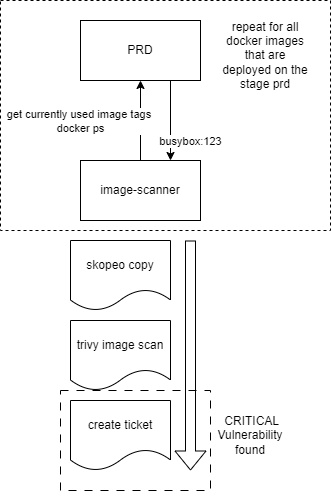 PRD
repeat for all
docker images
that are
deployed on the
stage prd
get currently used image tags
docker ps
busybox:123
image-scanner
skopeo copy
trivy image scan
create ticket
CRITICAL
Vulnerability
found